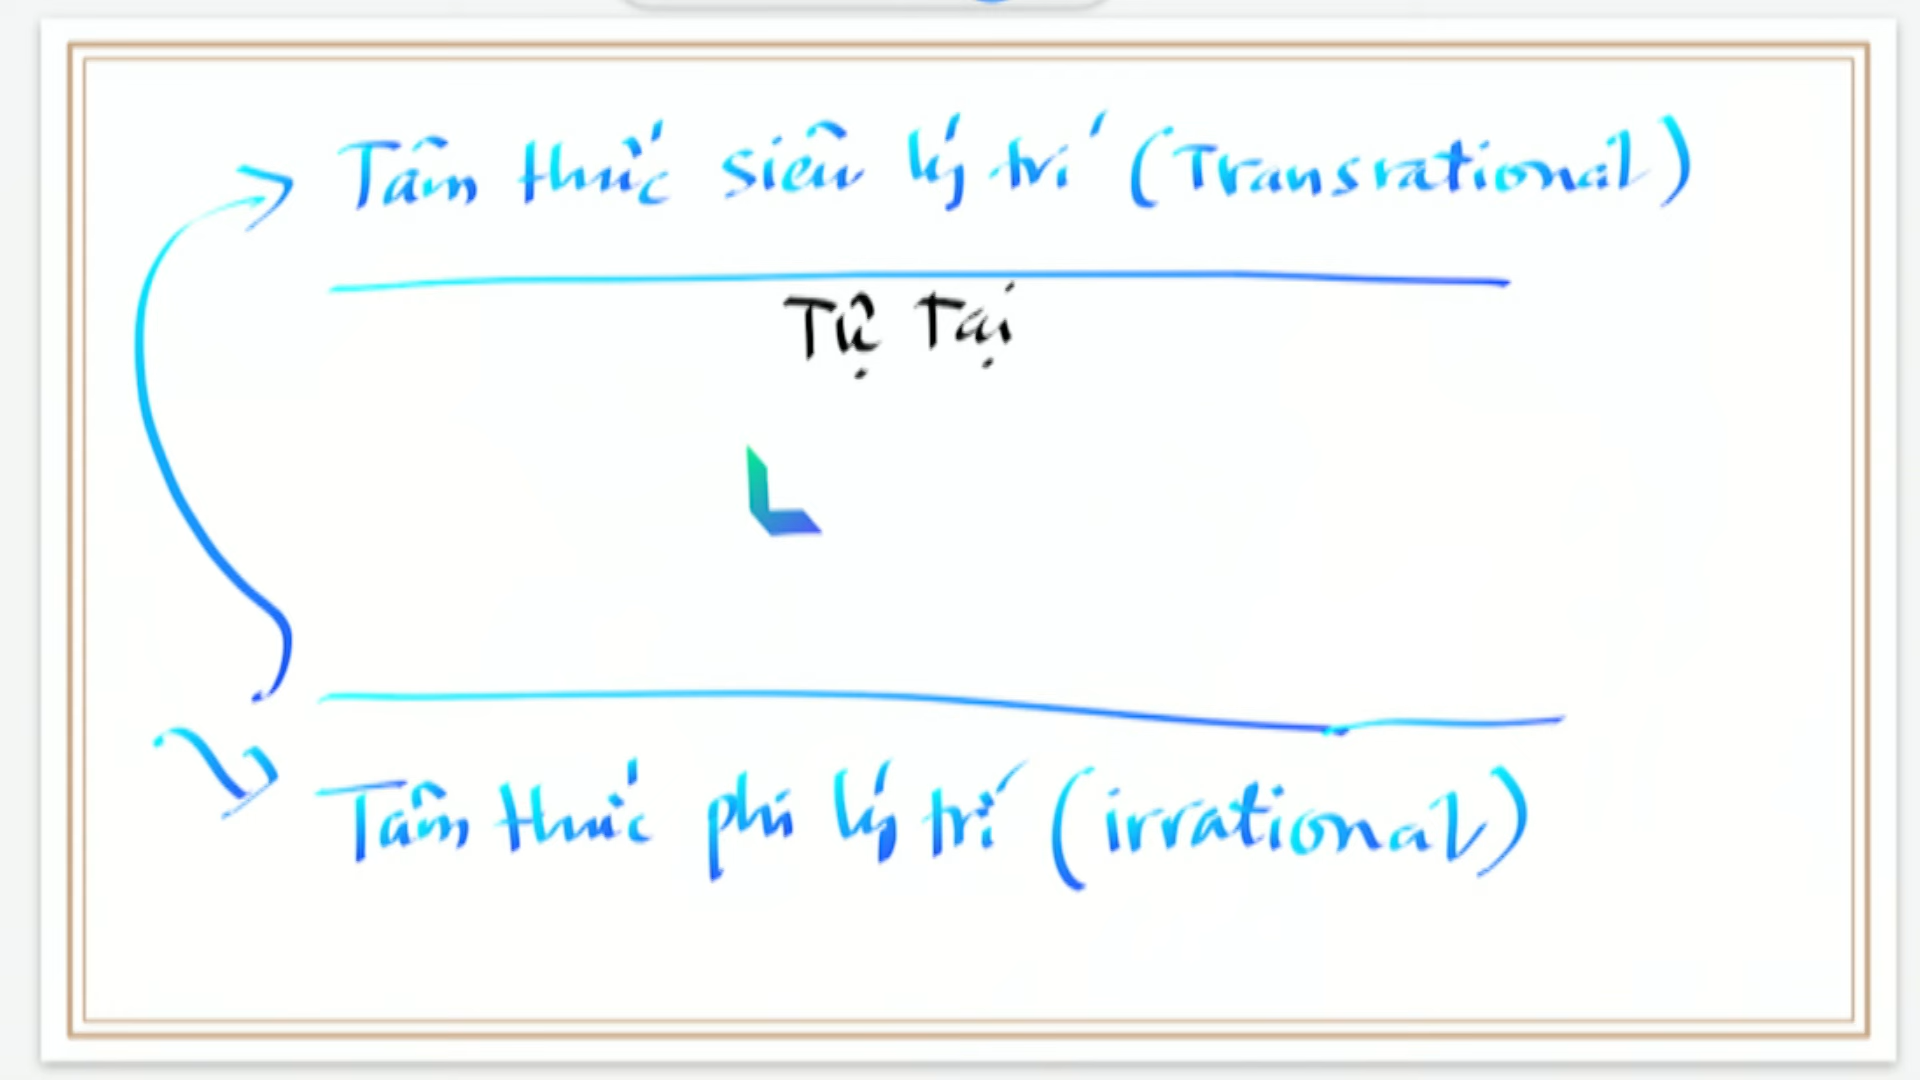 Tâm thức siêu lý trí (Transrational)
Tự Tại
Tâm thức phi lý trí (irrational)